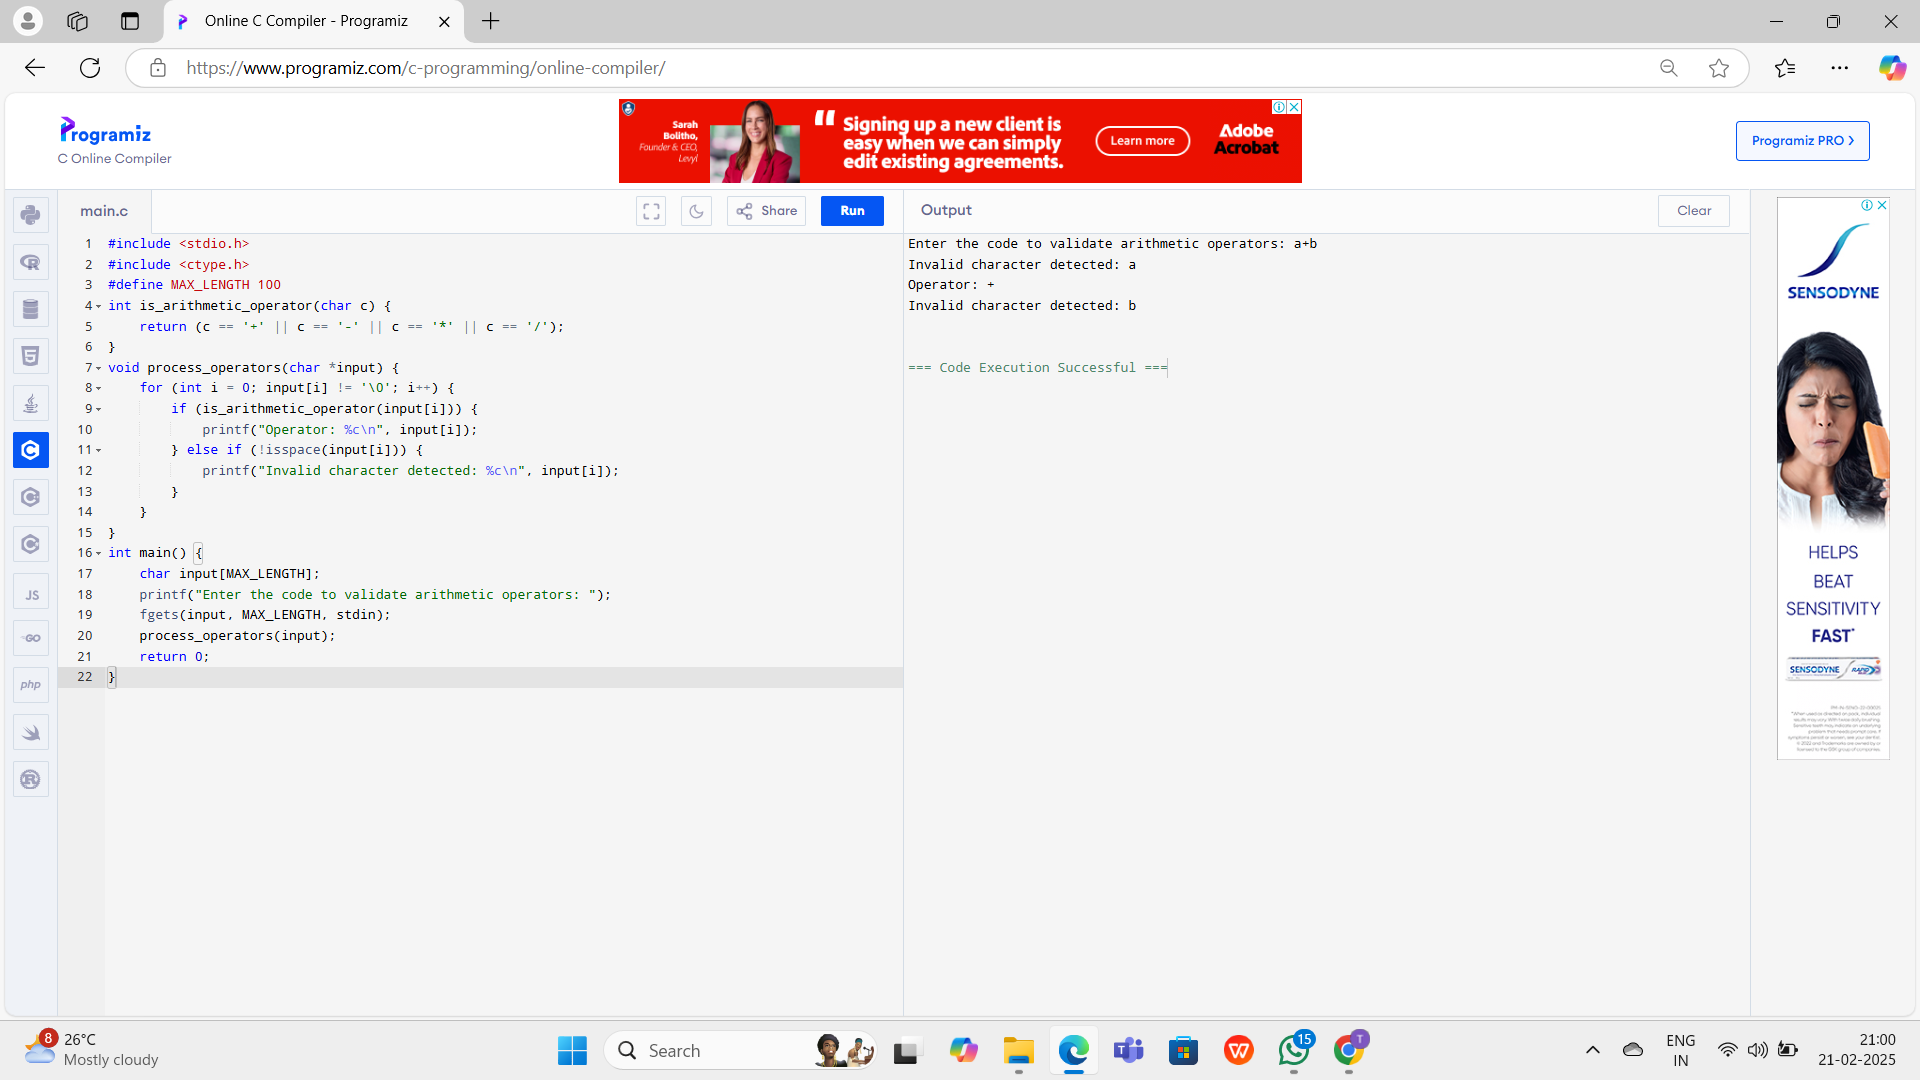 Online C Compiler - Programiz
https://www.programiz.com/c-programming/online-compiler/
Programiz
C Online Compiler
Sarah
Bolitho,
Founder & CEO,
Levyl
“ Signing up a new client is
easy when we can simply
edit existing agreements.
Learn more
Adobe
Acrobat
Programiz PRO >
main.c
Share
Run
Output
Clear
1 #include <stdio.h>
2 #include <ctype.h>
3 #define MAX_LENGTH 100
4 int is_arithmetic_operator(char c) {
5 return (c == '+' || c == '-' || c == '*' || c == '/');
6 }
7 void process_operators(char *input) {
8 for (int i = 0; input[i] != '\0'; i++) {
9 if (is_arithmetic_operator(input[i])) {
10 printf("Operator: %c\n", input[i]);
11 } else if (!isspace(input[i])) {
12 printf("Invalid character detected: %c\n", input[i]);
13 }
14 }
15 }
16 int main() {
17 char input[MAX_LENGTH];
18 printf("Enter the code to validate arithmetic operators: ");
19 fgets(input, MAX_LENGTH, stdin);
20 process_operators(input);
21 return 0;
22 }
Enter the code to validate arithmetic operators: a+b
Invalid character detected: a
Operator: +
Invalid character detected: b
=== Code Execution Successful ===
JS
GO
php
SENSODYNE
HELPS
BEAT
SENSITIVITY
FAST*
SENSODYNE RAPID
8
26°C
Mostly cloudy
Search
15
T
ENG
IN
21:00
21-02-2025